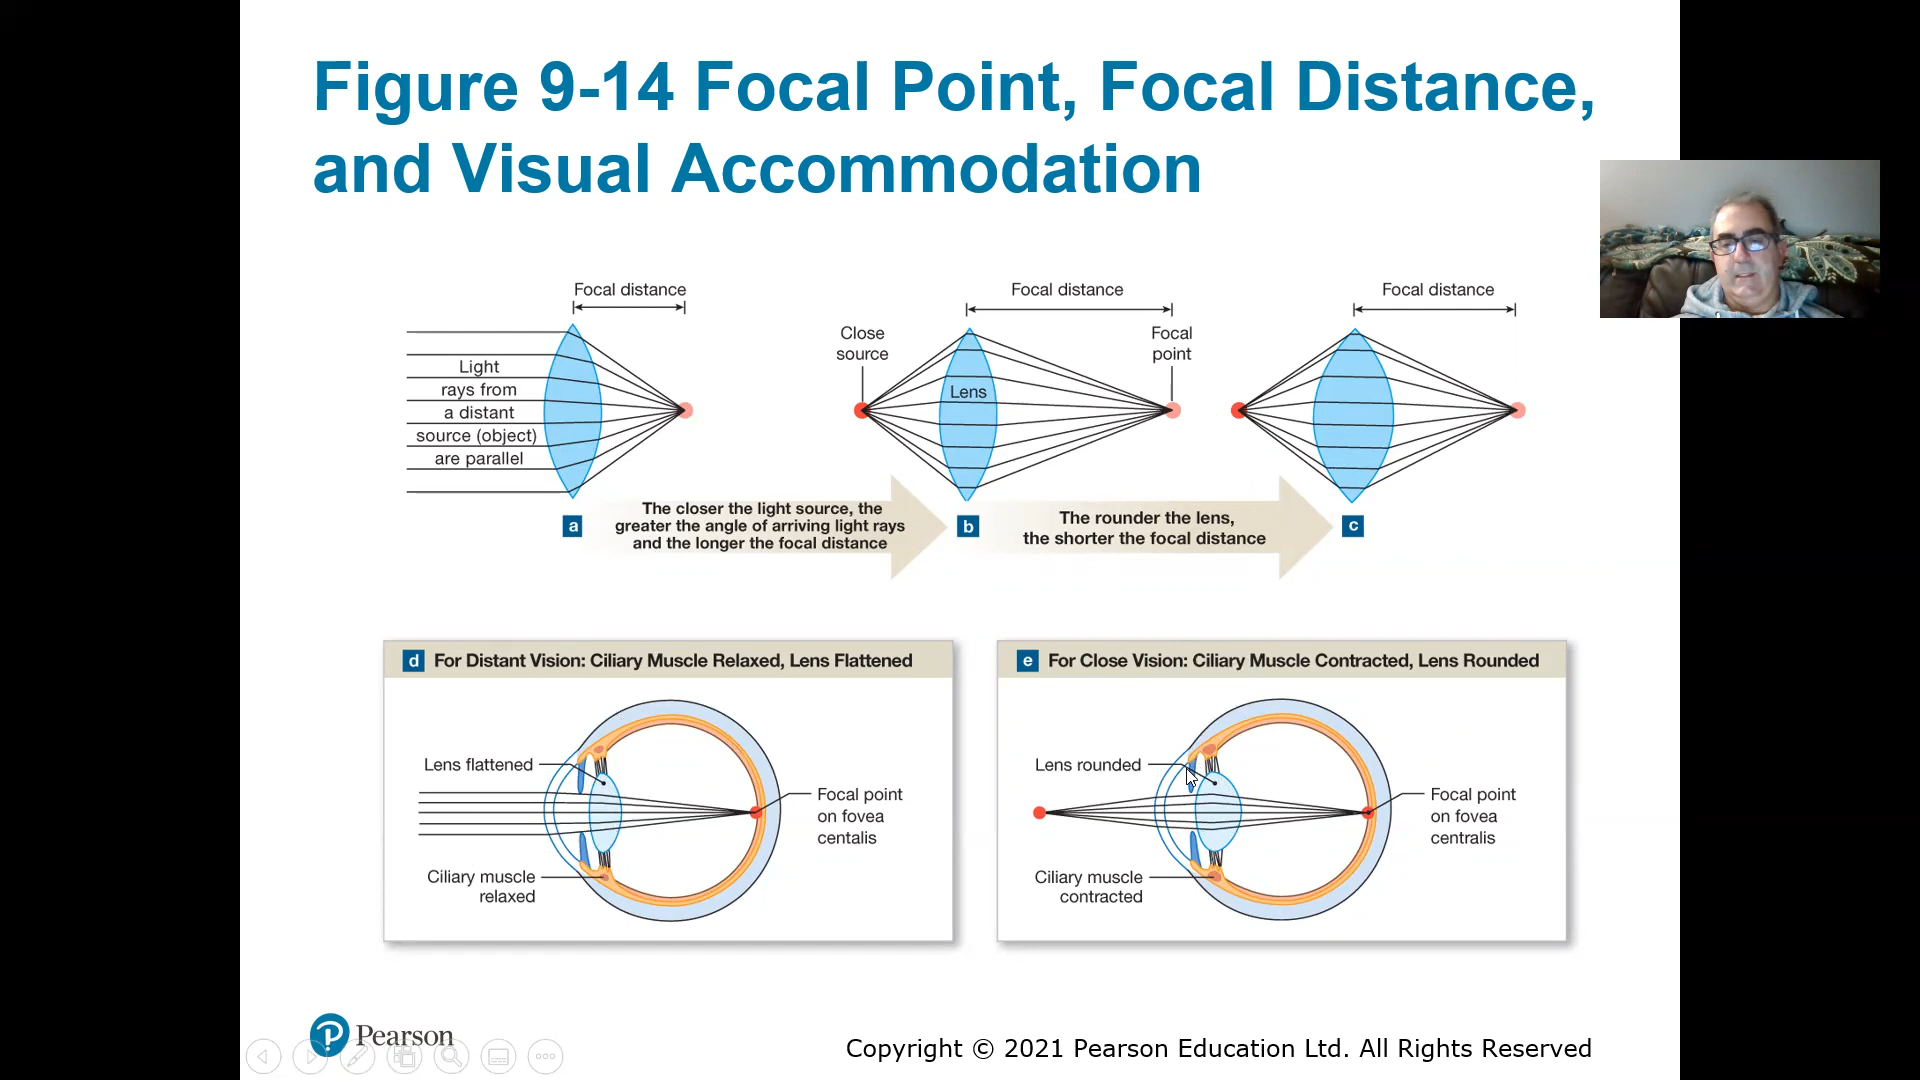 Figure 9-14 Focal Point, Focal Distance,
and Visual Accommodation
Focal distance
Light
rays from
a distant
source (object)
are parallel
a
The closer the light source, the
greater the angle of arriving light rays
and the longer the focal distance
Focal distance
Close
source
Focal
point
Lens
b
The rounder the lens,
the shorter the focal distance
Focal distance
c
d For Distant Vision: Ciliary Muscle Relaxed, Lens Flattened
Lens flattened
Focal point
on fovea
centalis
Ciliary muscle
relaxed
e For Close Vision: Ciliary Muscle Contracted, Lens Rounded
Lens rounded
Focal point
on fovea
centralis
Ciliary muscle
contracted
Pearson
Copyright © 2021 Pearson Education Ltd. All Rights Reserved